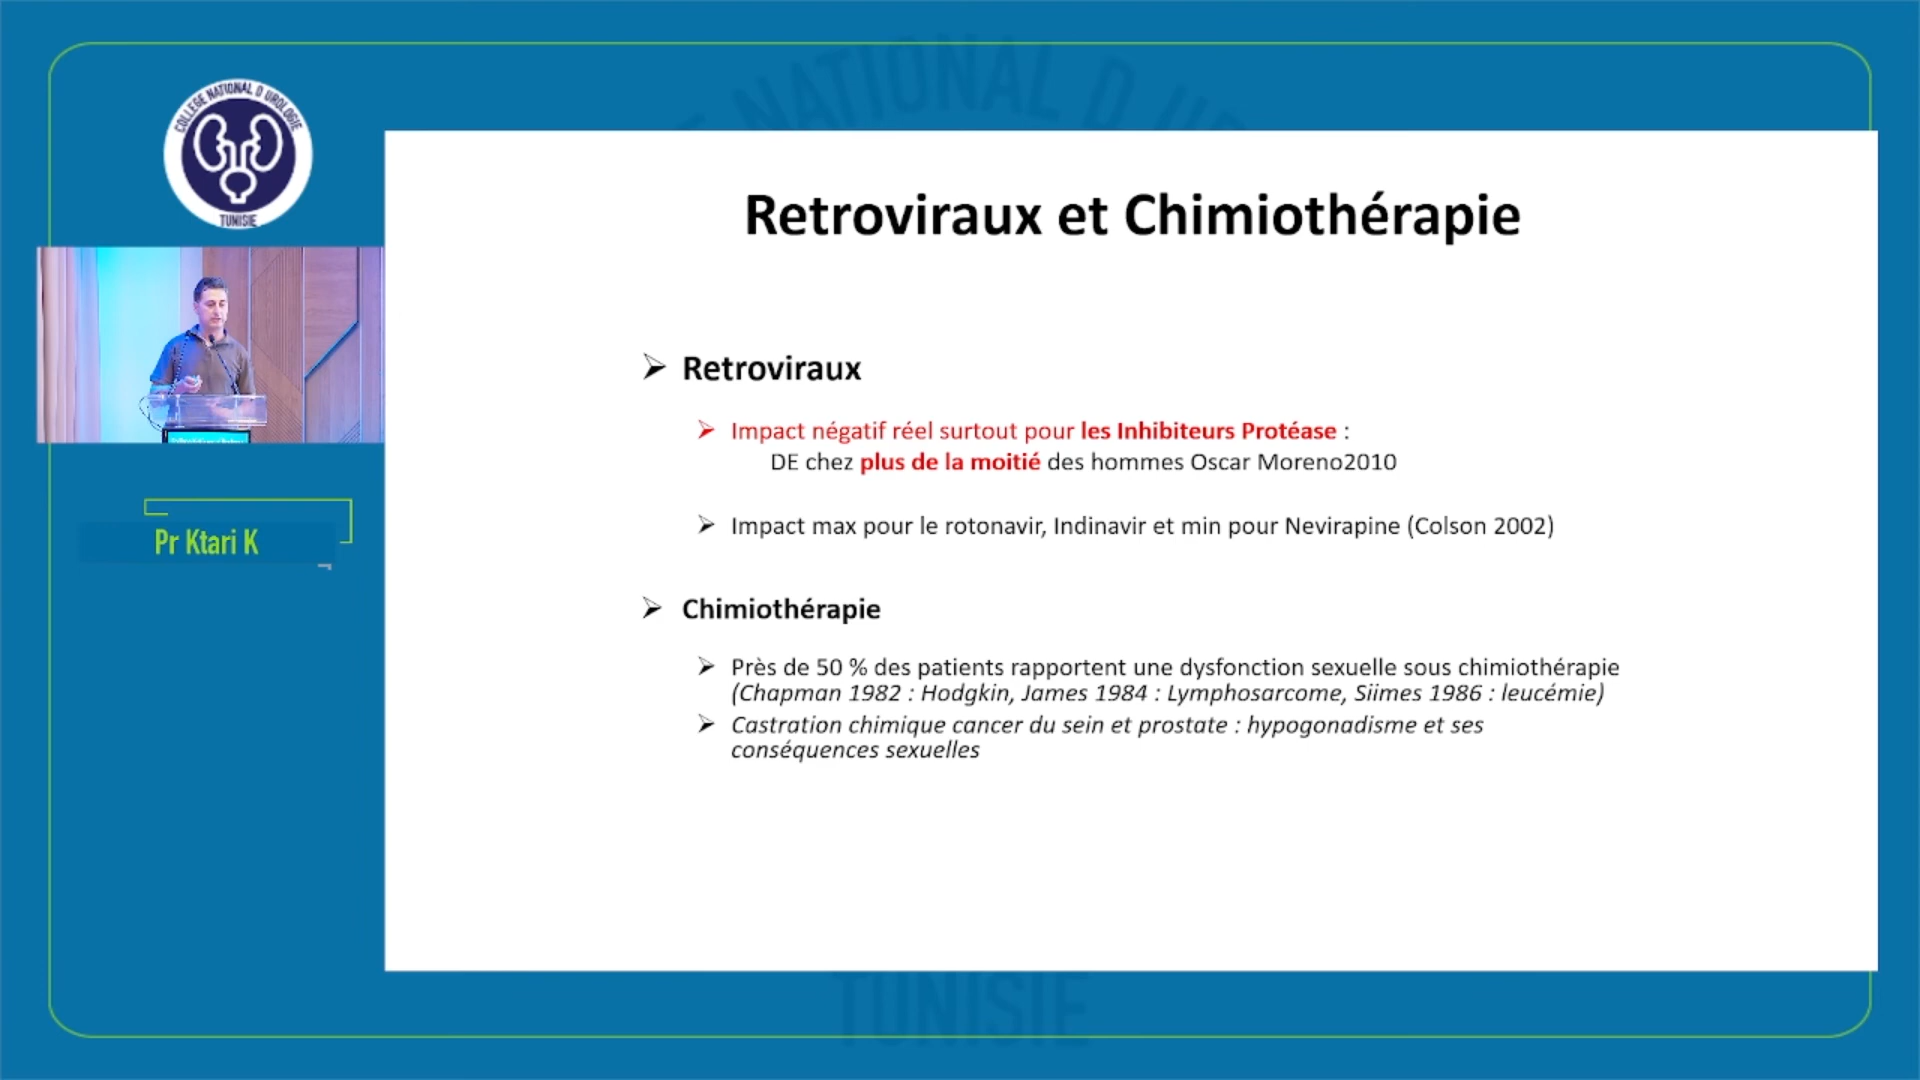 COLLEGE NATIONAL D UROLOGIE
TUNISIE
NATIONAL D
TUNISIE
Pr Ktari K
Retroviraux et Chimiothérapie
Retroviraux
Impact négatif réel surtout pour les Inhibiteurs Protéase :
DE chez plus de la moitié des hommes Oscar Moreno2010
Impact max pour le rotonavir, Indinavir et min pour Nevirapine (Colson 2002)
Chimiothérapie
Près de 50 % des patients rapportent une dysfonction sexuelle sous chimiothérapie
(Chapman 1982 : Hodgkin, James 1984 : Lymphosarcome, Siimes 1986 : leucémie)
Castration chimique cancer du sein et prostate : hypogonadisme et ses
conséquences sexuelles